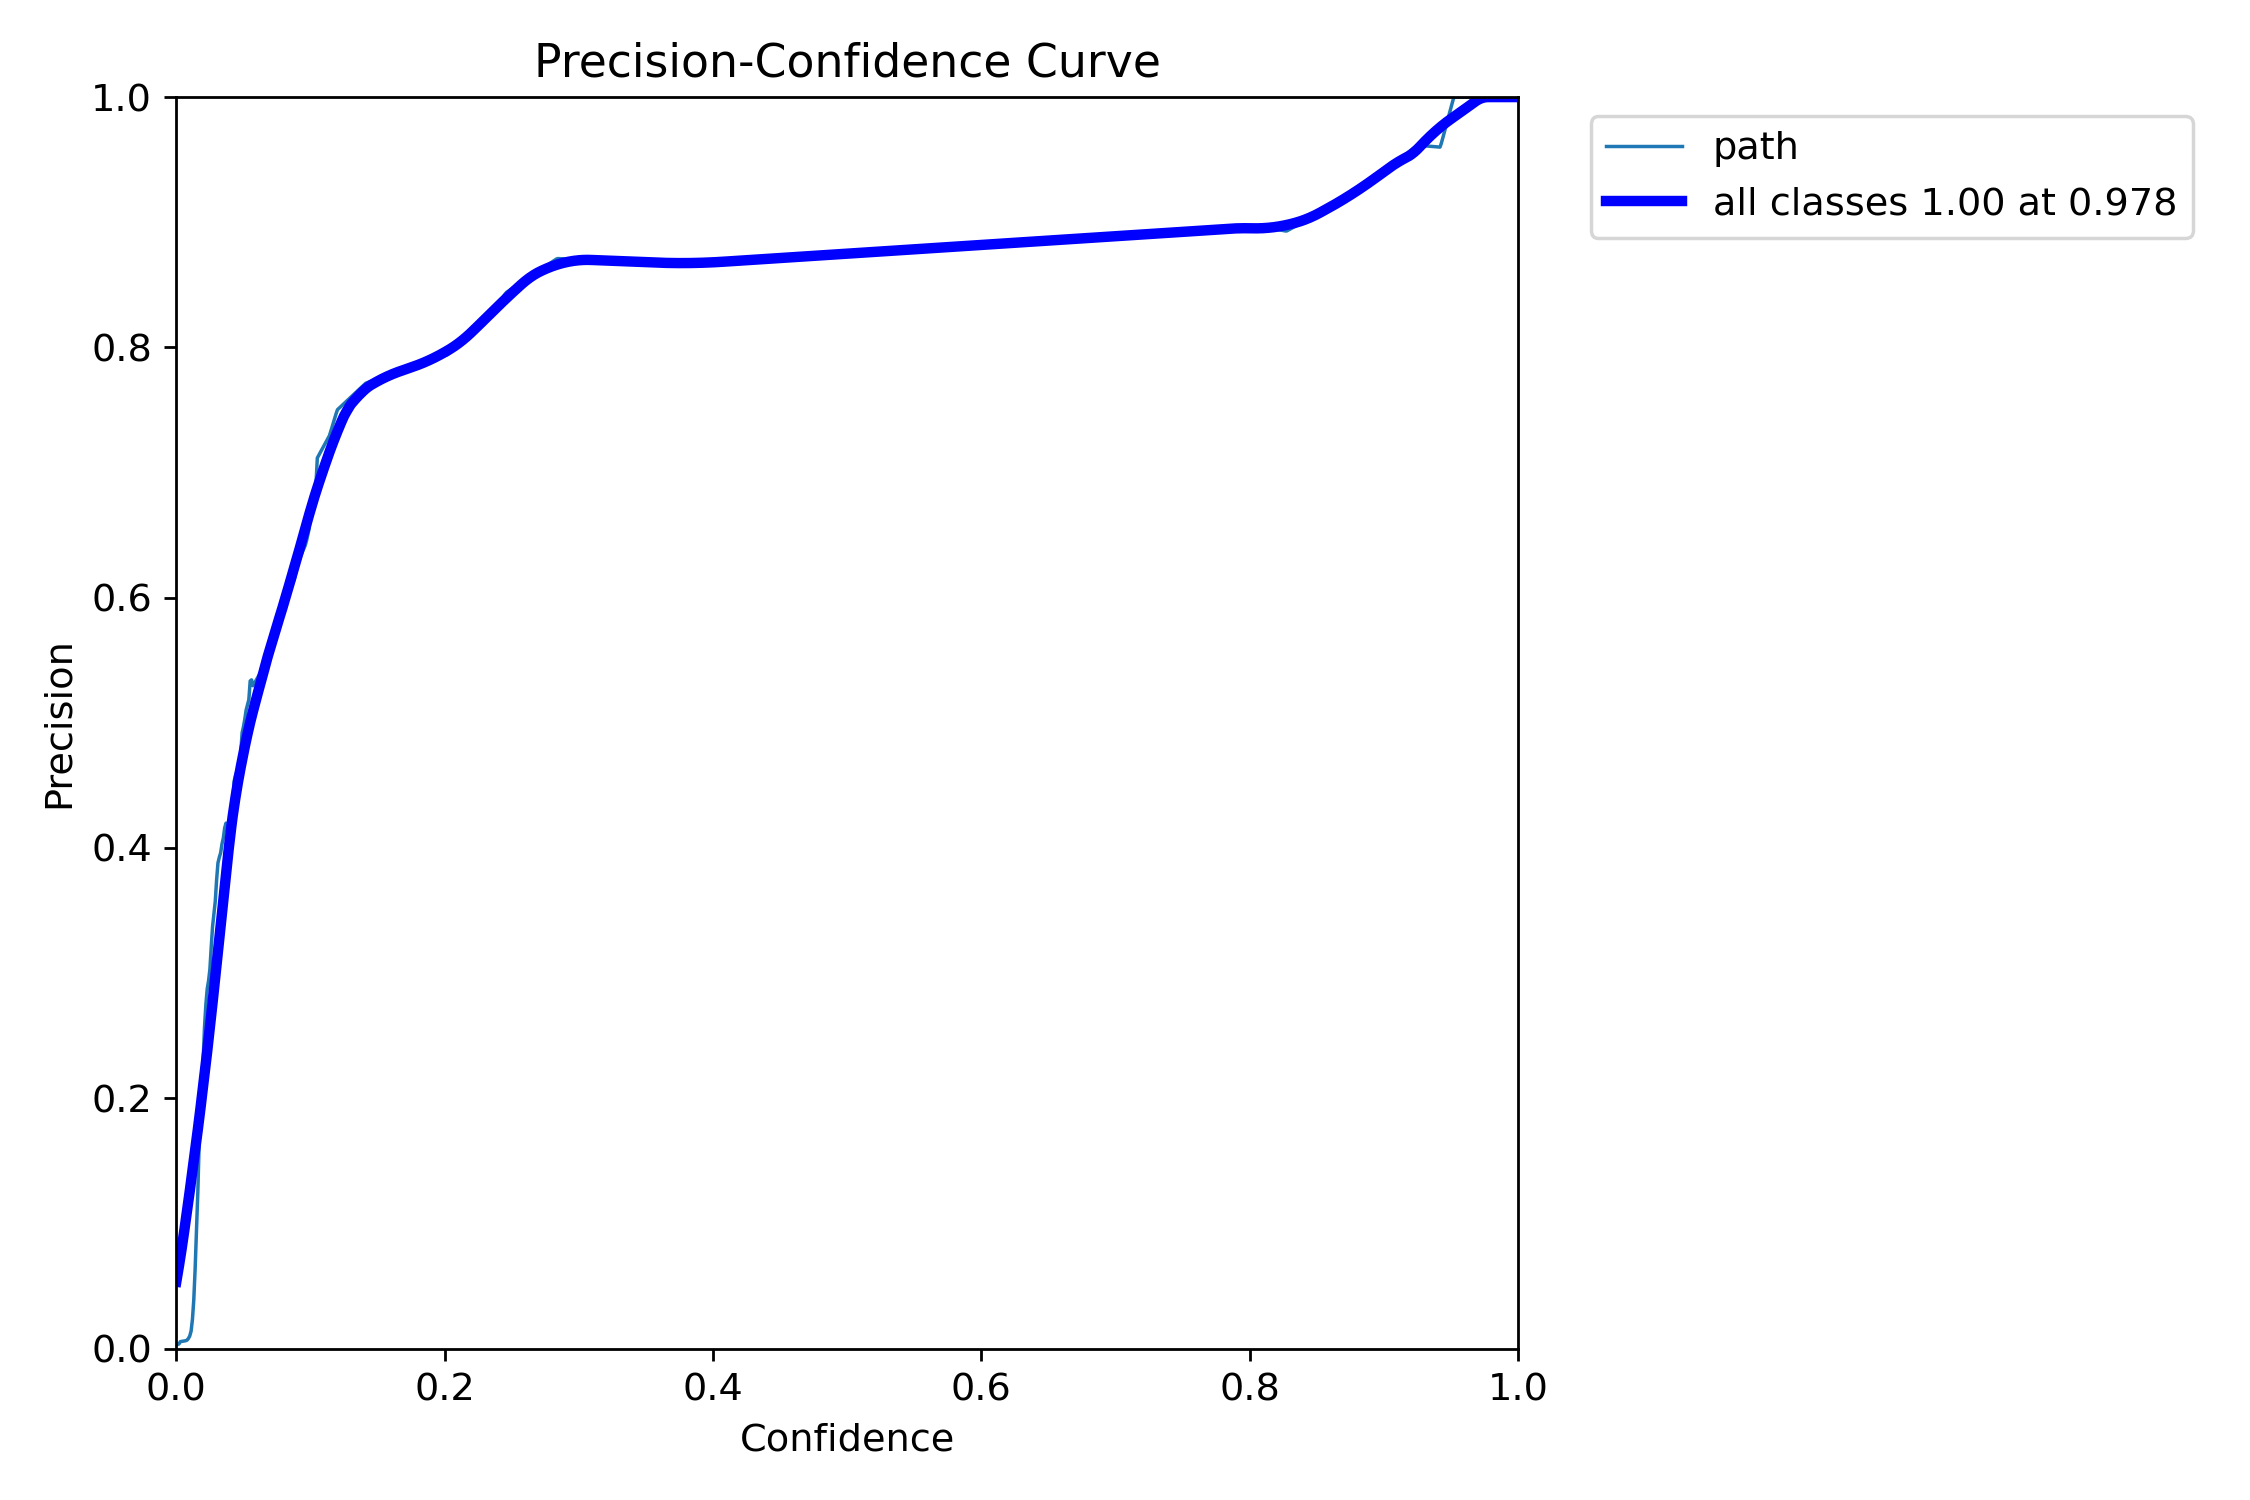 Precision-Confidence Curve
1.0
0.8
0.6
0.4
0.2
0.0
Precision
0.0 0.2 0.4 0.6 0.8 1.0
Confidence
path
all classes 1.00 at 0.978